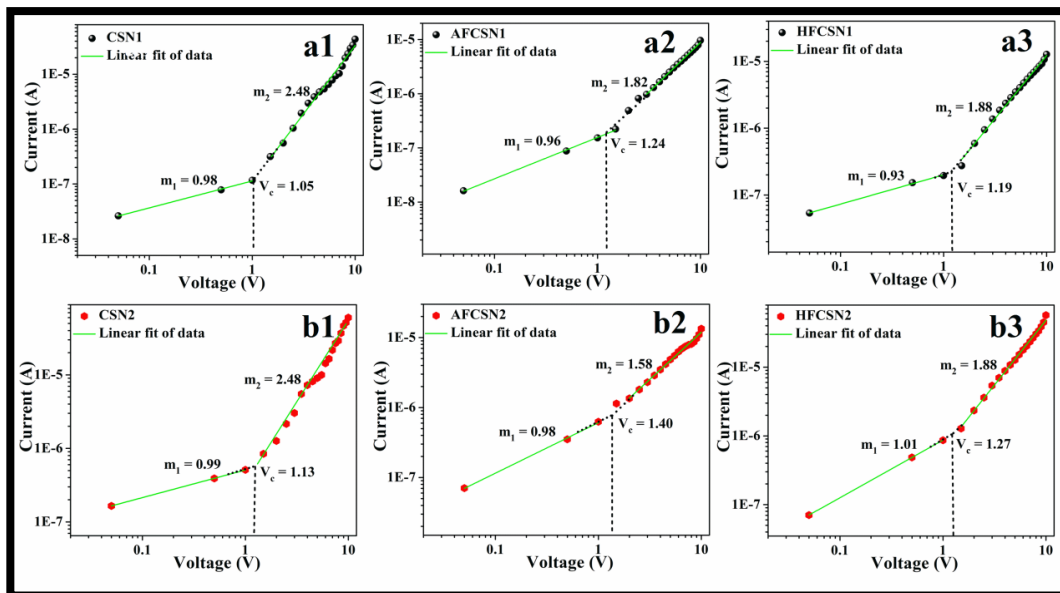 CSN1
Linear fit of data
a1
m2 = 2.48
m1 = 0.98
Vc = 1.05
1E-5
1E-6
1E-7
1E-8
0.1
1
10
Current (A)
Voltage (V)
AFCSN1
Linear fit of data
a2
m2 = 1.82
m1 = 0.96
Vc = 1.24
1E-5
1E-6
1E-7
1E-8
0.1
1
10
Current (A)
Voltage (V)
HFCSN1
Linear fit of data
a3
m2 = 1.88
m1 = 0.93
Vc = 1.19
1E-5
1E-6
1E-7
0.1
1
10
Current (A)
Voltage (V)
CSN2
Linear fit of data
b1
m2 = 2.48
m1 = 0.99
Vc = 1.13
1E-5
1E-6
1E-7
0.1
1
10
Current (A)
Voltage (V)
AFCSN2
Linear fit of data
b2
m2 = 1.58
m1 = 0.98
Vc = 1.40
1E-5
1E-6
1E-7
0.1
1
10
Current (A)
Voltage (V)
HFCSN2
Linear fit of data
b3
m2 = 1.88
m1 = 1.01
Vc = 1.27
1E-5
1E-6
1E-7
0.1
1
10
Current (A)
Voltage (V)